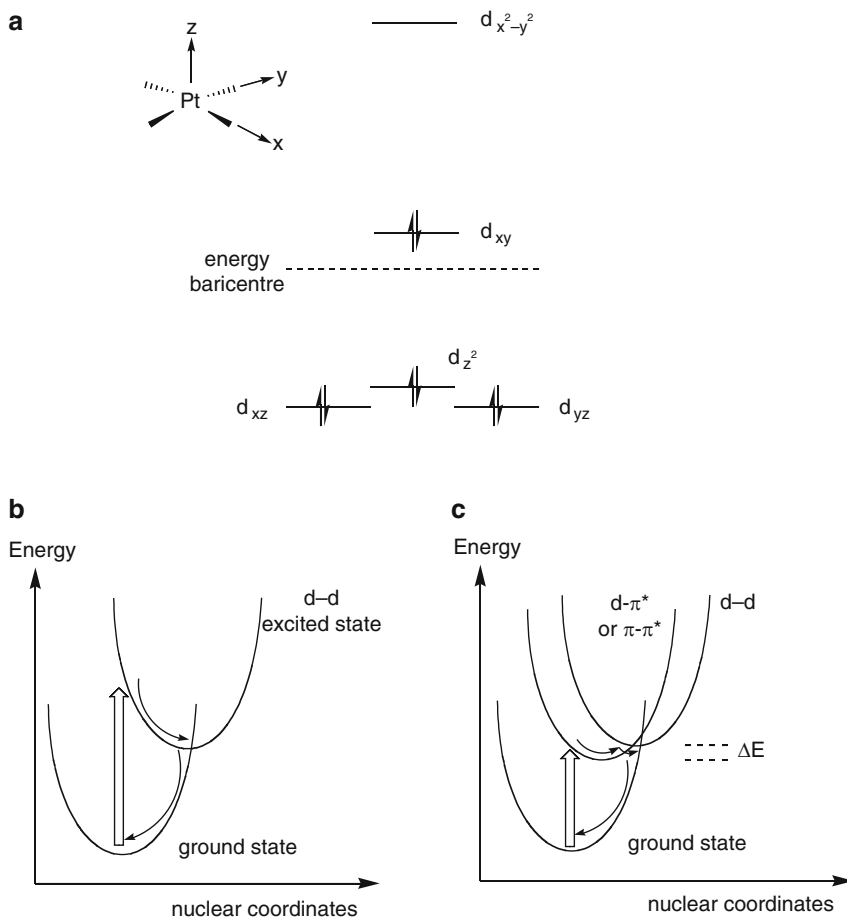 a
z
y
Pt
x
d x²–y²
d xy
energy
baricentre
d z²
d xz
d yz
b
Energy
d–d
excited state
ground state
nuclear coordinates
c
Energy
d-π*
or π-π*
d–d
ΔE
ground state
nuclear coordinates